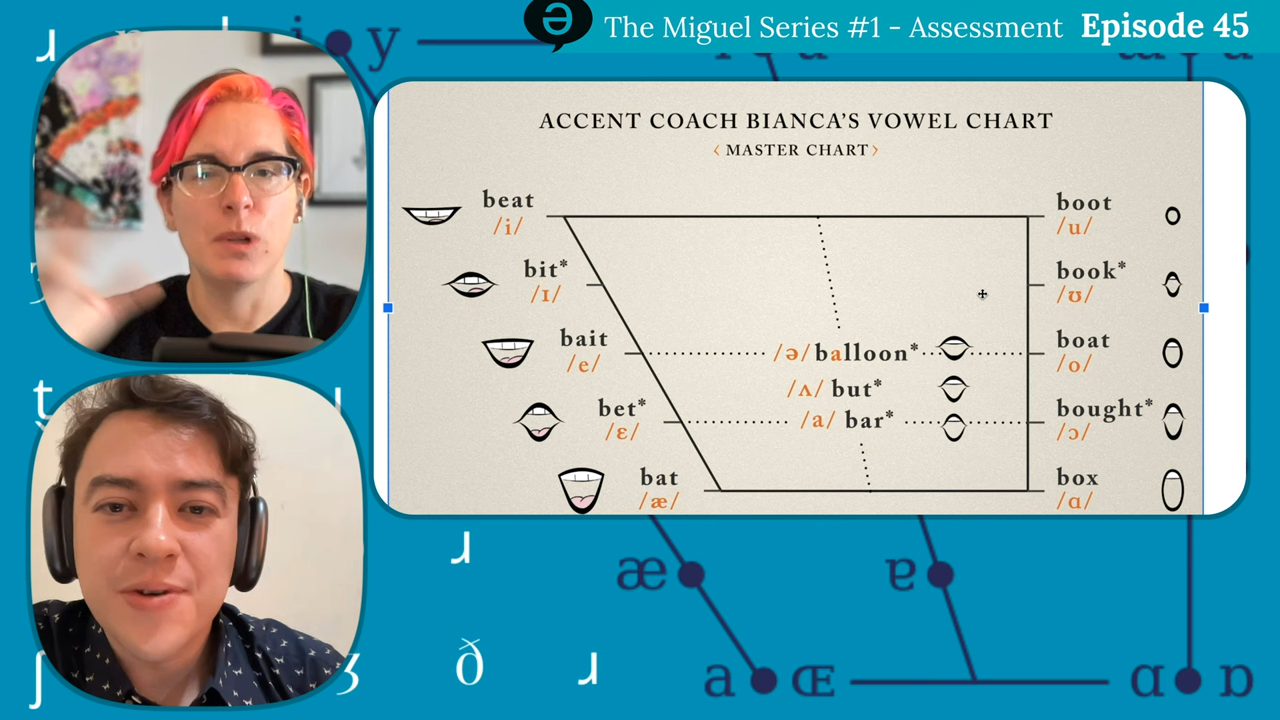 ə The Miguel Series #1 - Assessment Episode 45
ACCENT COACH BIANCA'S VOWEL CHART
‹ MASTER CHART ›
beat
/i/
bit*
/ɪ/
bait
/e/
bet*
/ɛ/
bat
/æ/
/ə/balloon*
/ʌ/ but*
/a/ bar*
boot
/u/
book*
/ʊ/
boat
/o/
bought*
/ɔ/
box
/ɑ/
ɹ
i y
ɹ
æ ɐ
ʃ ʒ ð ɹ a Œ ɑ ɒ